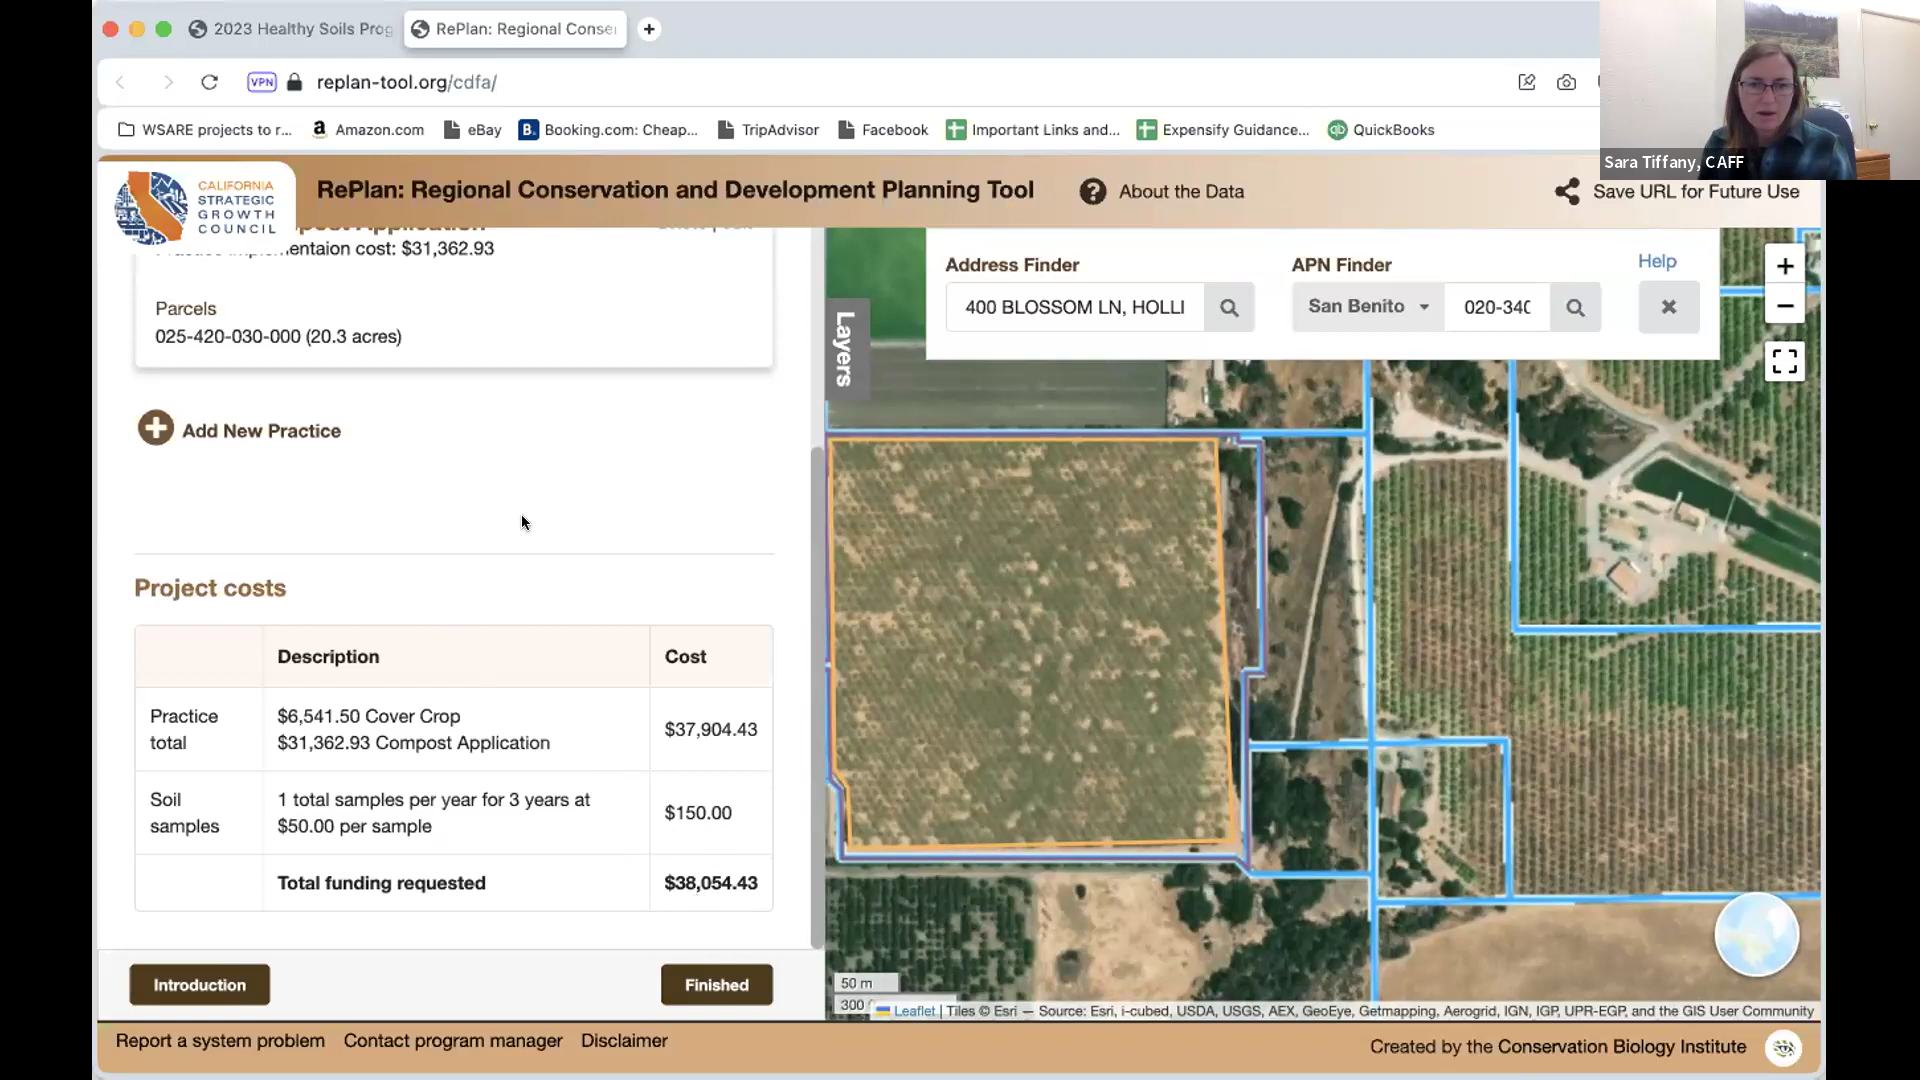 2023 Healthy Soils Prog
RePlan: Regional Conser
VPN
replan-tool.org/cdfa/
WSARE projects to r...
Amazon.com
eBay
Booking.com: Cheap...
TripAdvisor
Facebook
Important Links and...
Expensify Guidance...
QuickBooks
Sara Tiffany, CAFF
CALIFORNIA
STRATEGIC
GROWTH
COUNCIL
RePlan: Regional Conservation and Development Planning Tool
About the Data
Save URL for Future Use
Practice implementaion cost: $31,362.93
Parcels
025-420-030-000 (20.3 acres)
Add New Practice
Project costs
Description
Cost
Practice total
$6,541.50 Cover Crop
$31,362.93 Compost Application
$37,904.43
Soil samples
1 total samples per year for 3 years at
$50.00 per sample
$150.00
Total funding requested
$38,054.43
Introduction
Finished
Layers
Address Finder
400 BLOSSOM LN, HOLLI
APN Finder
San Benito
020-340
Help
+
−
50 m
300
Leaflet | Tiles © Esri — Source: Esri, i-cubed, USDA, USGS, AEX, GeoEye, Getmapping, Aerogrid, IGN, IGP, UPR-EGP, and the GIS User Community
Report a system problem
Contact program manager
Disclaimer
Created by the Conservation Biology Institute